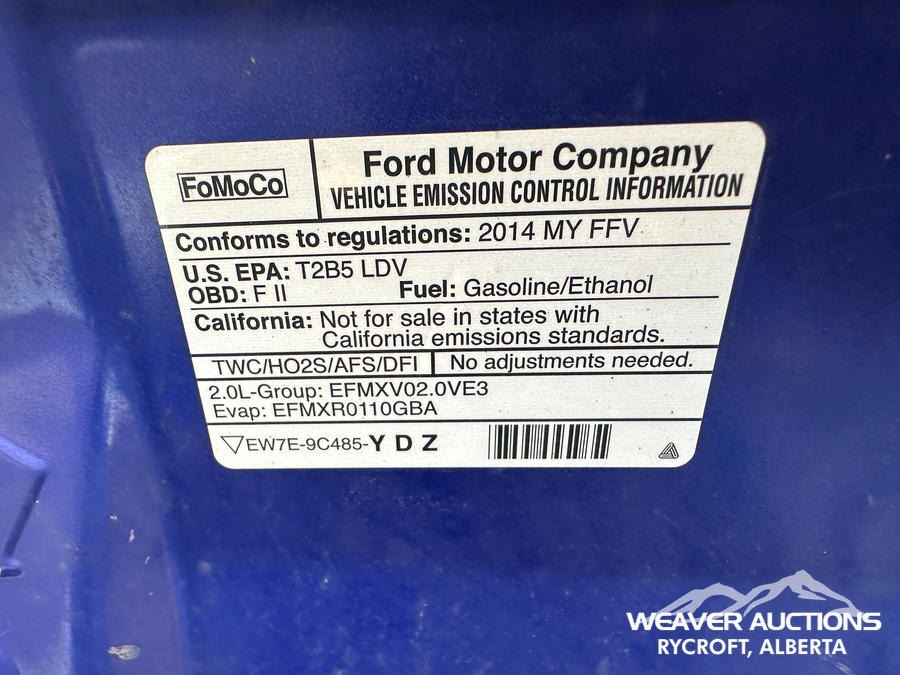 FoMoCo
Ford Motor Company
VEHICLE EMISSION CONTROL INFORMATION
Conforms to regulations: 2014 MY FFV
U.S. EPA: T2B5 LDV
OBD: F II Fuel: Gasoline/Ethanol
California: Not for sale in states with
California emissions standards.
TWC/HO2S/AFS/DFI No adjustments needed.
2.0L-Group: EFMXV02.0VE3
Evap: EFMXR0110GBA
EW7E-9C485-Y D Z
WEAVER AUCTIONS
RYCROFT, ALBERTA